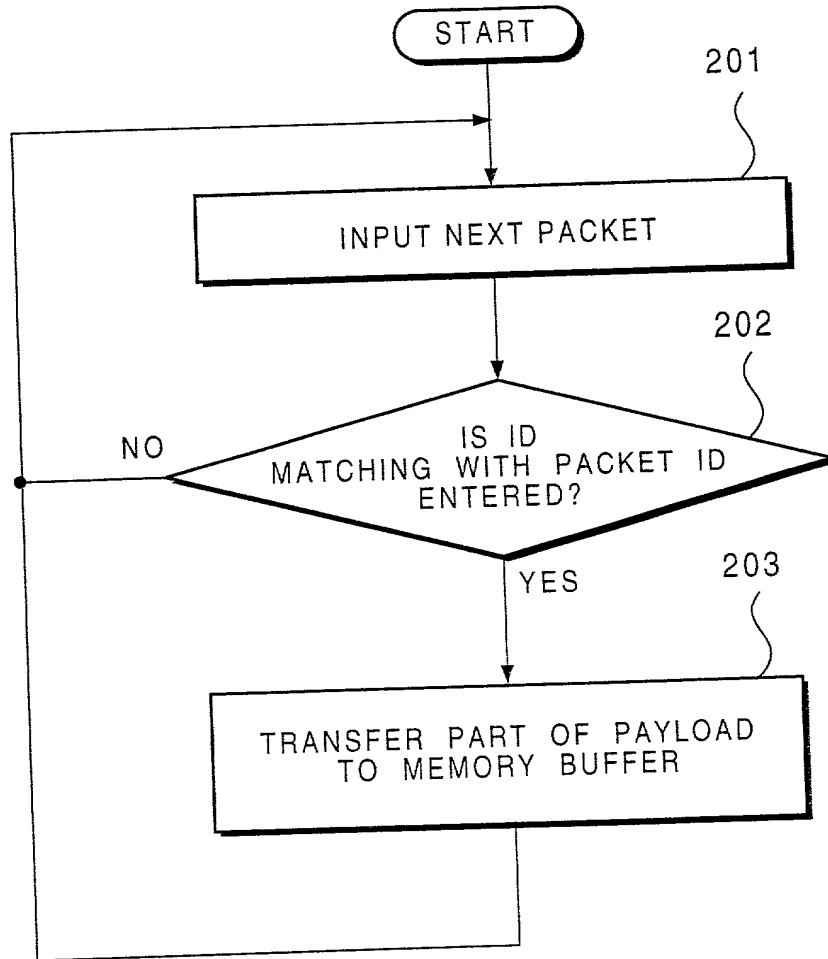 START
201
INPUT NEXT PACKET
202
NO
IS ID
MATCHING WITH PACKET ID
ENTERED?
YES
203
TRANSFER PART OF PAYLOAD
TO MEMORY BUFFER